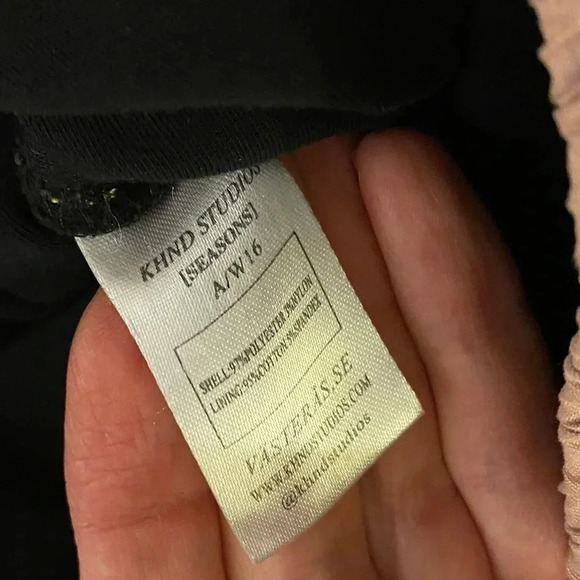 KHND STUDIOS
[SEASONS]
A/W16
SHELL:97%POLYESTER 3%NYLON
LINING:95%COTTON 5%SPANDEX
VASTERÅS.SE
WWW.KHNDSTUDIOS.COM
@khndstudios